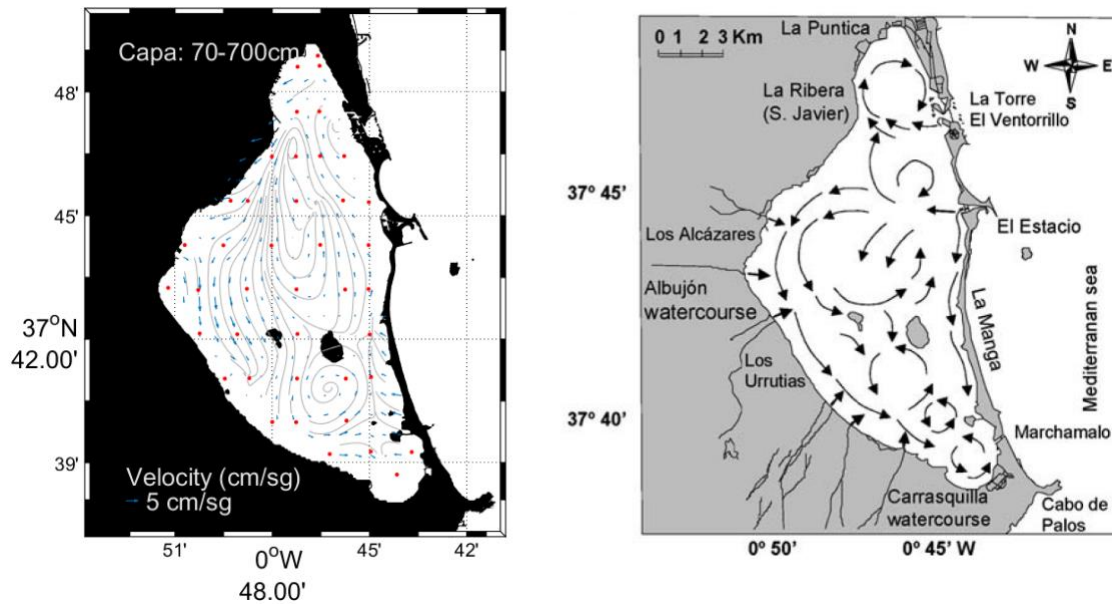 Capa: 70-700cm
48'
45'
37°N
42.00'
39'
Velocity (cm/sg)
5 cm/sg
51'
0°W
48.00'
45'
42'
La Puntica
0 1 2 3 Km
N
W
E
S
La Ribera
(S. Javier)
La Torre
El Ventorrillo
37° 45'
El Estacio
Los Alcázares
Albujón
watercourse
La Manga
Mediterranan sea
Los
Urrutias
37° 40'
Marchamalo
Carrasquilla
watercourse
Cabo de
Palos
0° 50'
0° 45' W